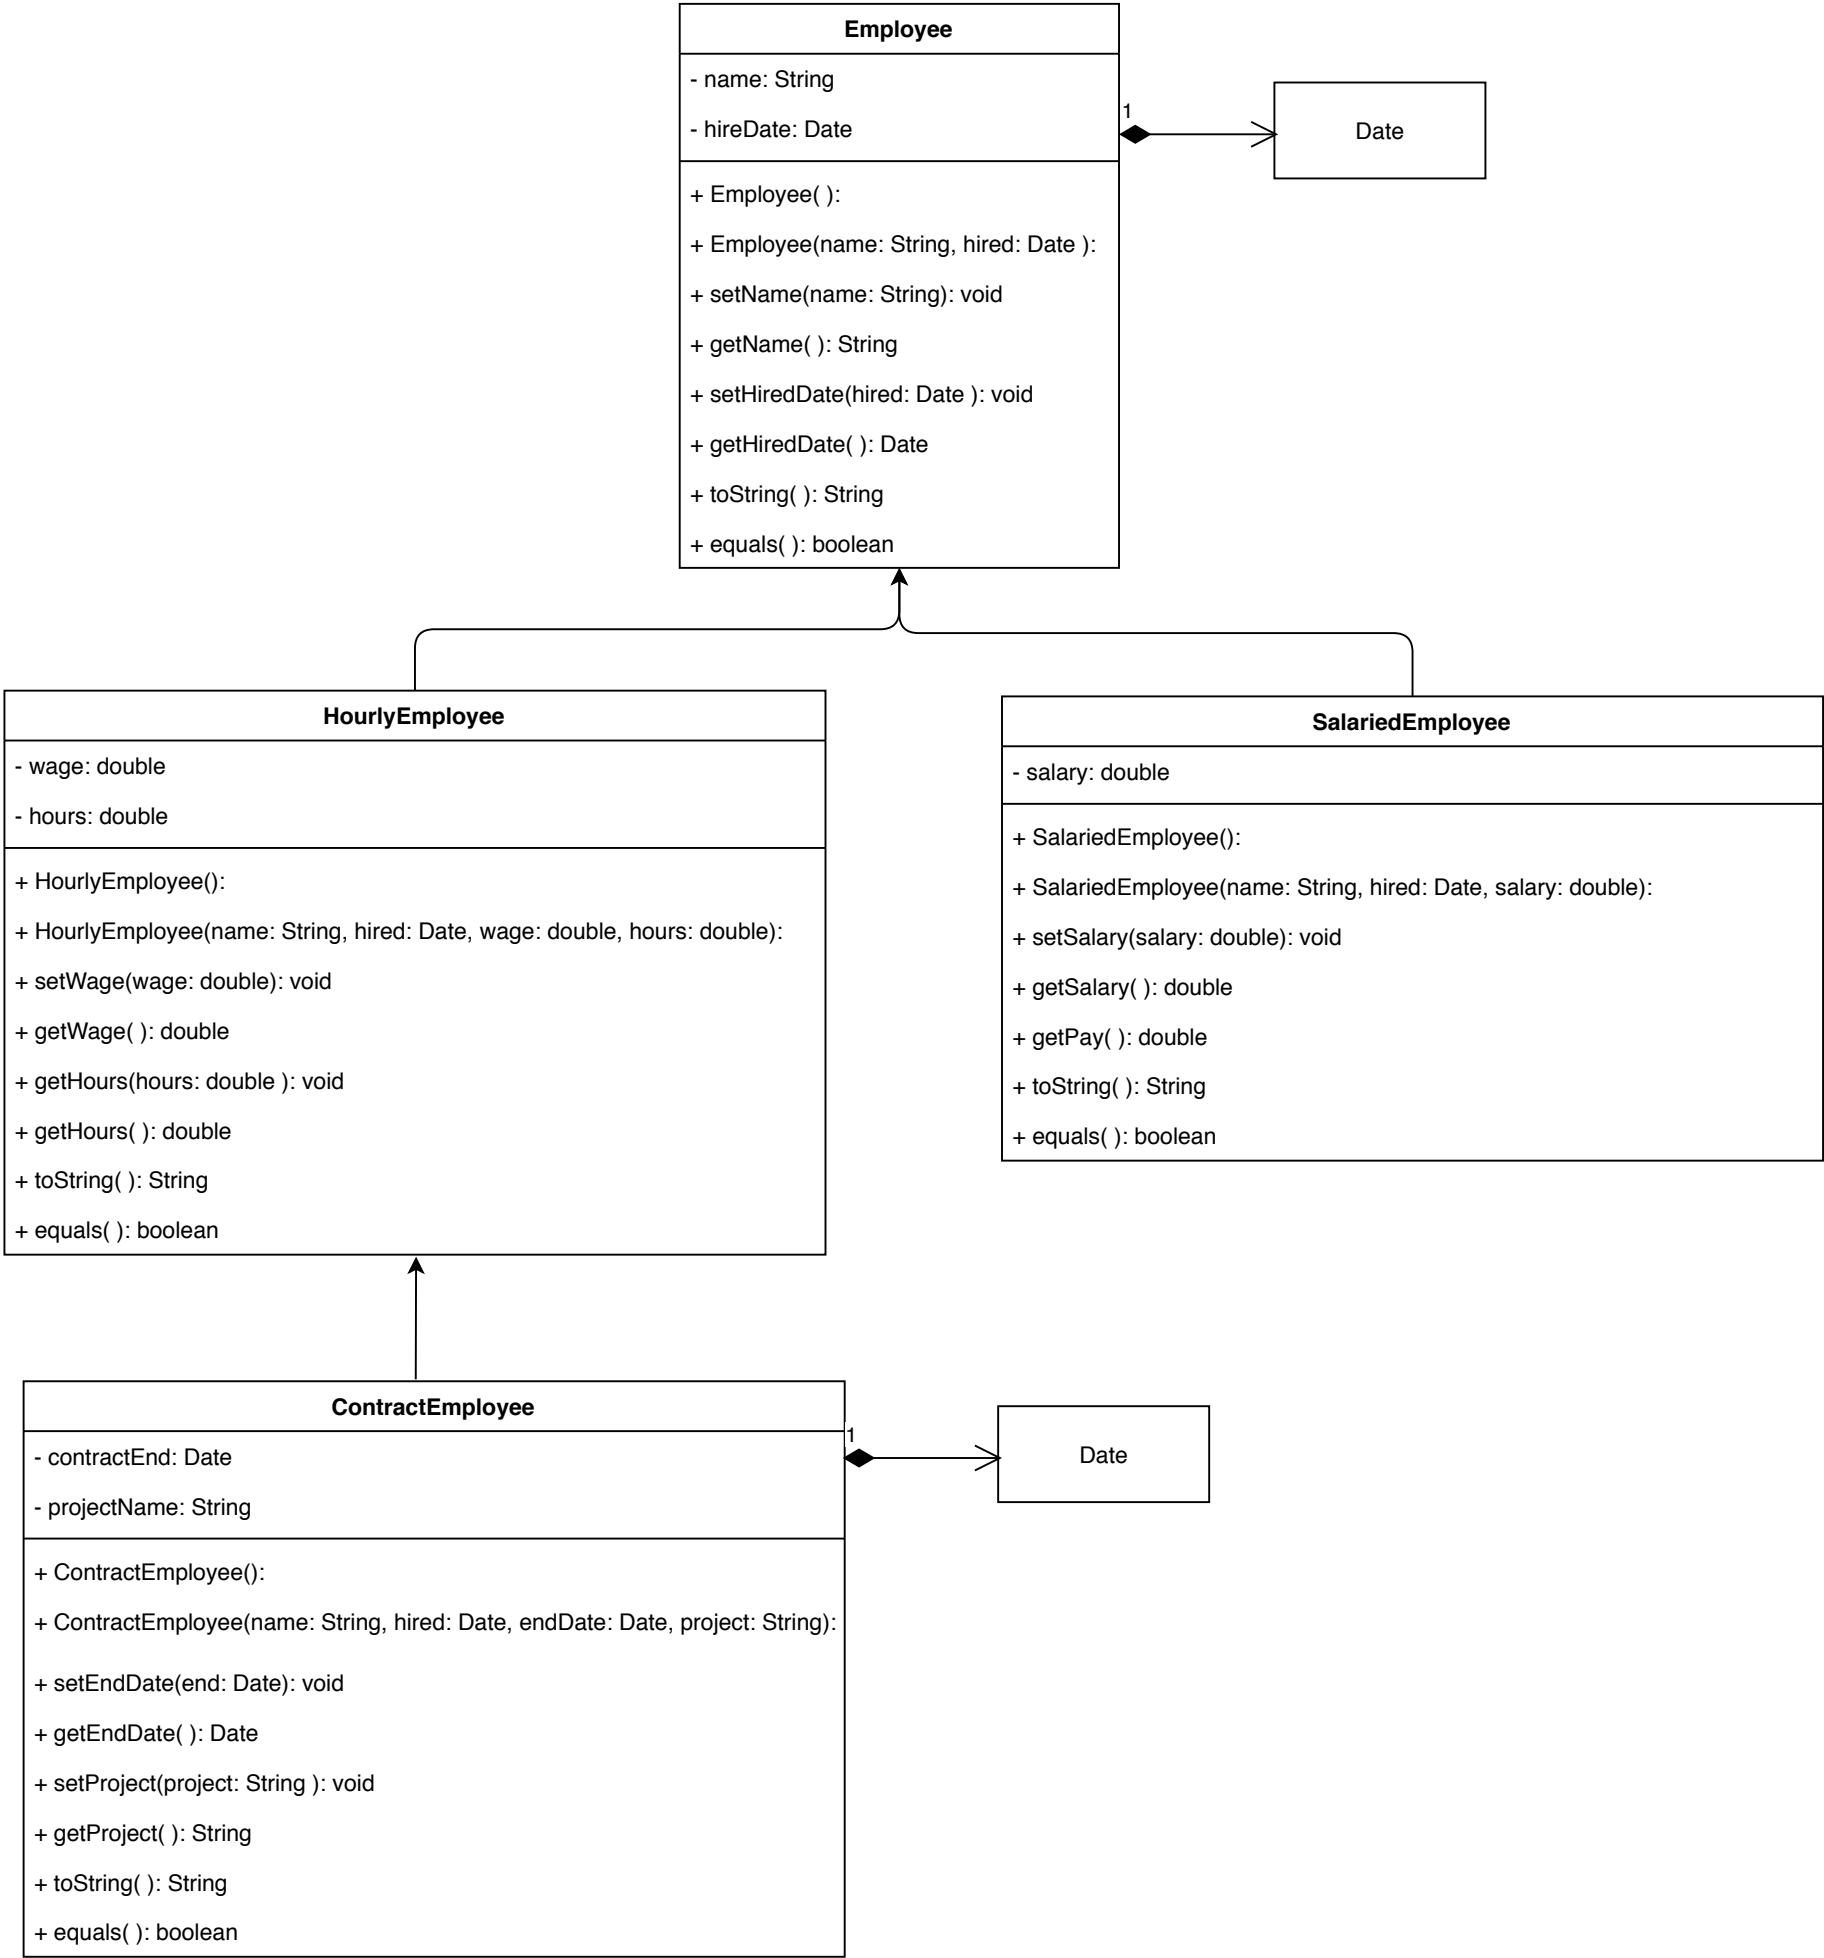 Employee
- name: String
- hireDate: Date
1
Date
+ Employee( ):
+ Employee(name: String, hired: Date ):
+ setName(name: String): void
+ getName( ): String
+ setHiredDate(hired: Date ): void
+ getHiredDate( ): Date
+ toString( ): String
+ equals( ): boolean
HourlyEmployee
- wage: double
- hours: double
+ HourlyEmployee():
+ HourlyEmployee(name: String, hired: Date, wage: double, hours: double):
+ setWage(wage: double): void
+ getWage( ): double
+ getHours(hours: double ): void
+ getHours( ): double
+ toString( ): String
+ equals( ): boolean
SalariedEmployee
- salary: double
+ SalariedEmployee():
+ SalariedEmployee(name: String, hired: Date, salary: double):
+ setSalary(salary: double): void
+ getSalary( ): double
+ getPay( ): double
+ toString( ): String
+ equals( ): boolean
ContractEmployee
- contractEnd: Date
- projectName: String
1
Date
+ ContractEmployee():
+ ContractEmployee(name: String, hired: Date, endDate: Date, project: String):
+ setEndDate(end: Date): void
+ getEndDate( ): Date
+ setProject(project: String ): void
+ getProject( ): String
+ toString( ): String
+ equals( ): boolean